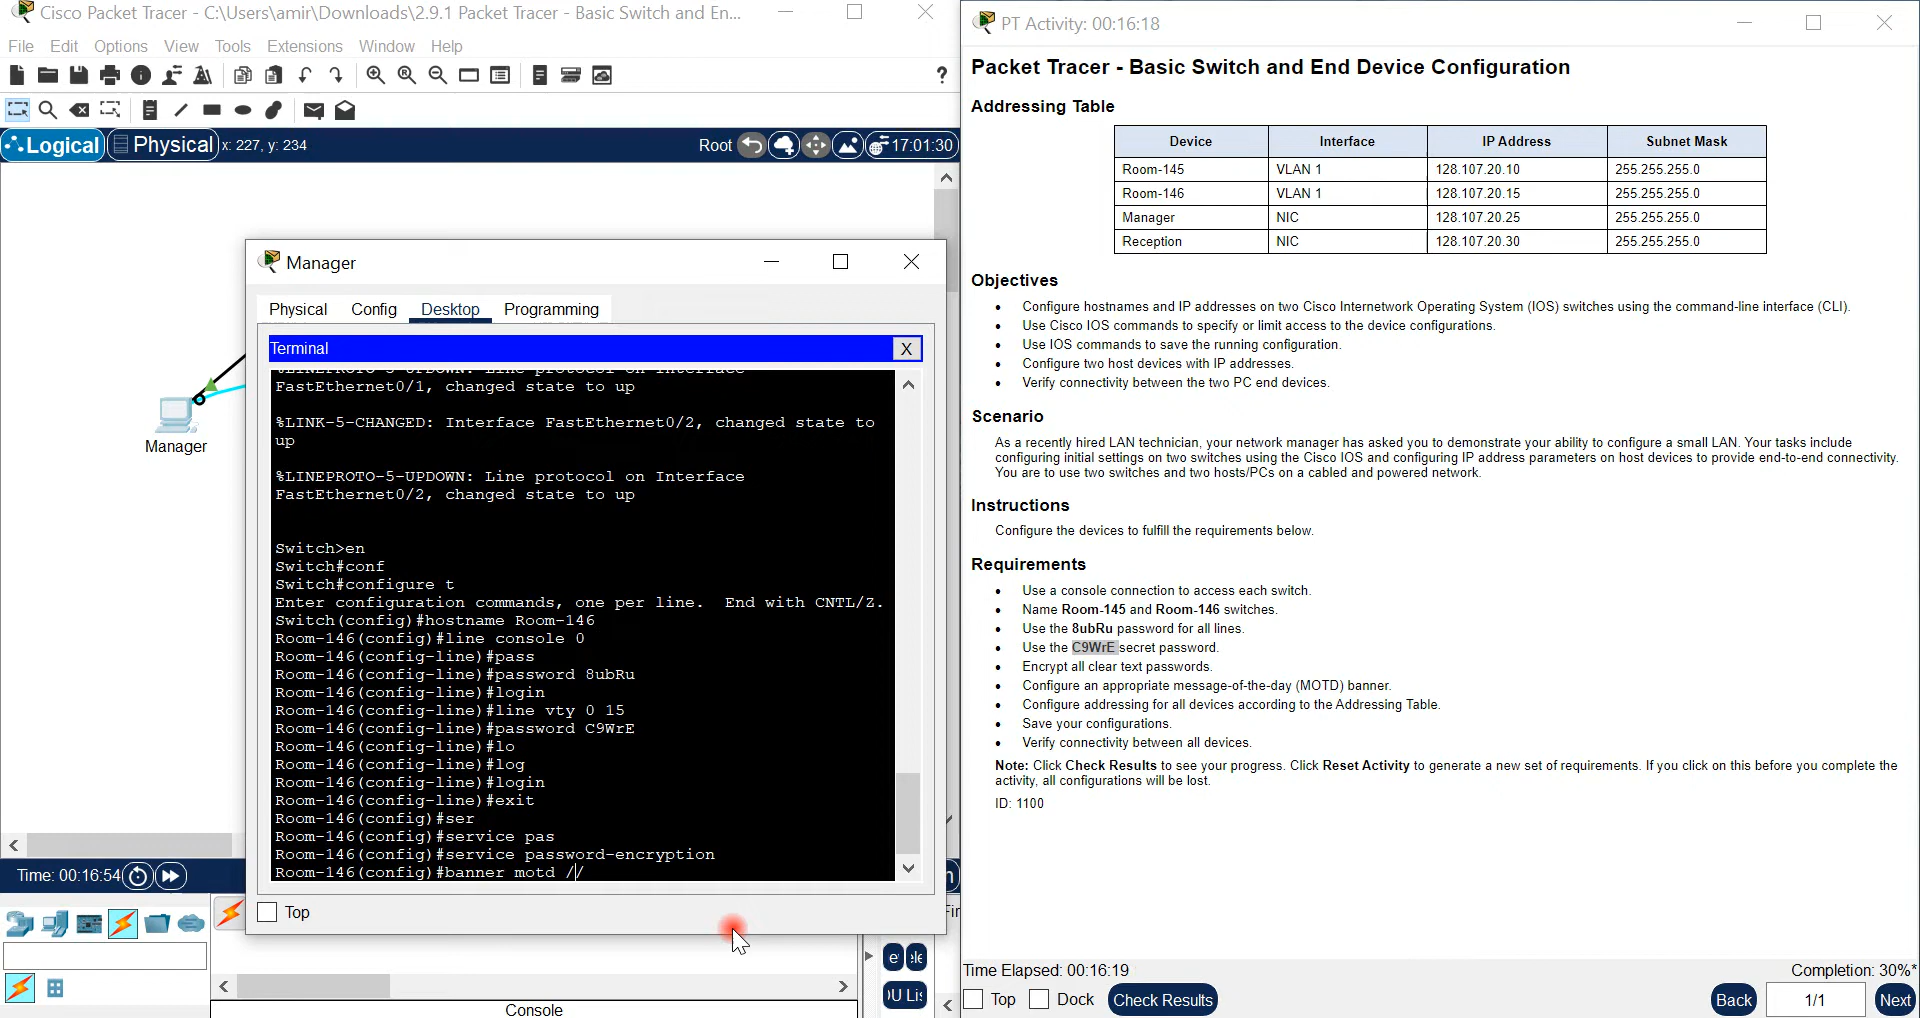 Cisco Packet Tracer - C:\Users\amir\Downloads\2.9.1 Packet Tracer - Basic Switch and En...
File Edit Options View Tools Extensions Window Help
?
Logical Physical x: 227, y: 234 Root 17:01:30
Manager
Manager
Physical Config Desktop Programming
Terminal X
FastEthernet0/1, changed state to up
%LINK-5-CHANGED: Interface FastEthernet0/2, changed state to
up
%LINEPROTO-5-UPDOWN: Line protocol on Interface
FastEthernet0/2, changed state to up
Switch>en
Switch#conf
Switch#configure t
Enter configuration commands, one per line.  End with CNTL/Z.
Switch(config)#hostname Room-146
Room-146(config)#line console 0
Room-146(config-line)#pass
Room-146(config-line)#password 8ubRu
Room-146(config-line)#login
Room-146(config-line)#line vty 0 15
Room-146(config-line)#password C9WrE
Room-146(config-line)#lo
Room-146(config-line)#log
Room-146(config-line)#login
Room-146(config-line)#exit
Room-146(config)#ser
Room-146(config)#service pas
Room-146(config)#service password-encryption
Room-146(config)#banner motd //
Top
Time: 00:16:54
Console
PT Activity: 00:16:18
Packet Tracer - Basic Switch and End Device Configuration
Addressing Table
Device Interface IP Address Subnet Mask
Room-145 VLAN 1 128.107.20.10 255.255.255.0
Room-146 VLAN 1 128.107.20.15 255.255.255.0
Manager NIC 128.107.20.25 255.255.255.0
Reception NIC 128.107.20.30 255.255.255.0
Objectives
• Configure hostnames and IP addresses on two Cisco Internetwork Operating System (IOS) switches using the command-line interface (CLI).
• Use Cisco IOS commands to specify or limit access to the device configurations.
• Use IOS commands to save the running configuration.
• Configure two host devices with IP addresses.
• Verify connectivity between the two PC end devices.
Scenario
As a recently hired LAN technician, your network manager has asked you to demonstrate your ability to configure a small LAN. Your tasks include
configuring initial settings on two switches using the Cisco IOS and configuring IP address parameters on host devices to provide end-to-end connectivity.
You are to use two switches and two hosts/PCs on a cabled and powered network.
Instructions
Configure the devices to fulfill the requirements below.
Requirements
• Use a console connection to access each switch.
• Name Room-145 and Room-146 switches.
• Use the 8ubRu password for all lines.
• Use the C9WrE secret password.
• Encrypt all clear text passwords.
• Configure an appropriate message-of-the-day (MOTD) banner.
• Configure addressing for all devices according to the Addressing Table.
• Save your configurations.
• Verify connectivity between all devices.
Note: Click Check Results to see your progress. Click Reset Activity to generate a new set of requirements. If you click on this before you complete the
activity, all configurations will be lost.
ID: 1100
Time Elapsed: 00:16:19 Completion: 30%*
Top Dock Check Results Back 1/1 Next